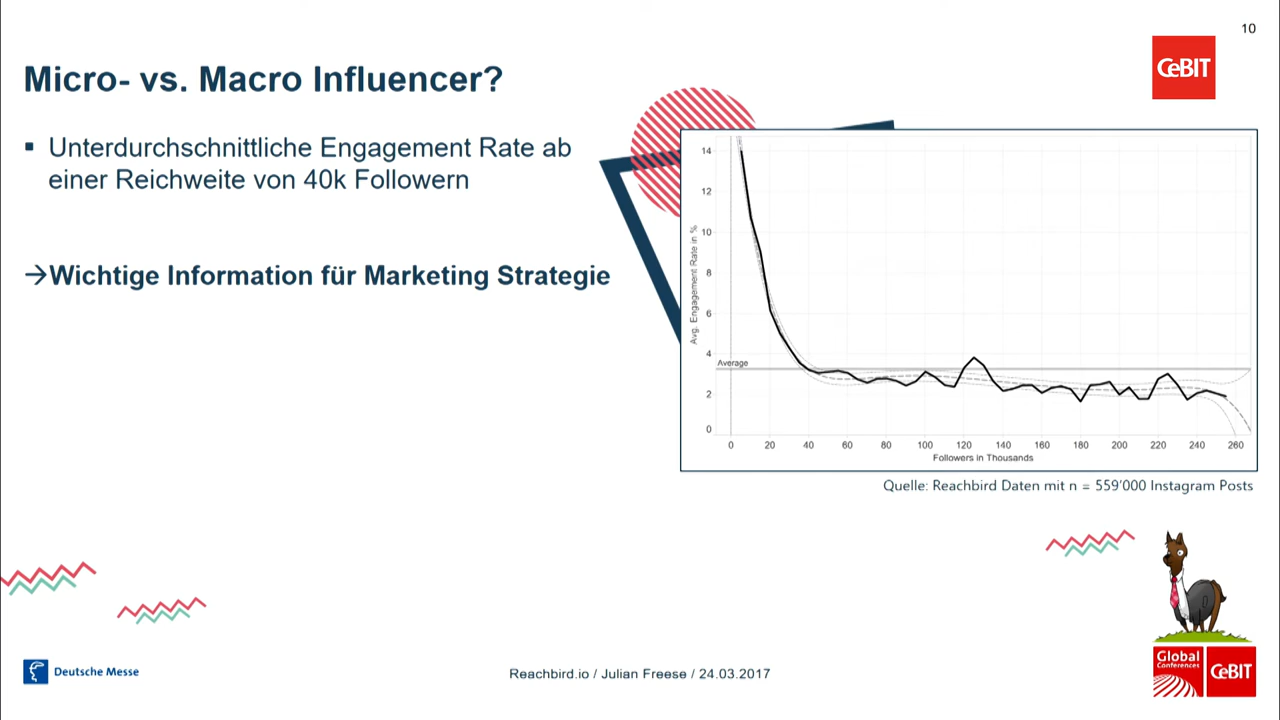 10
CeBIT
Micro- vs. Macro Influencer?
▪ Unterdurchschnittliche Engagement Rate ab
einer Reichweite von 40k Followern
→Wichtige Information für Marketing Strategie
14
12
10
8
6
4
2
0
Avg. Engagement Rate in %
Average
0 20 40 60 80 100 120 140 160 180 200 220 240 260
Followers in Thousands
Quelle: Reachbird Daten mit n = 559'000 Instagram Posts
Deutsche Messe
Reachbird.io / Julian Freese / 24.03.2017
Global
Conferences
CeBIT